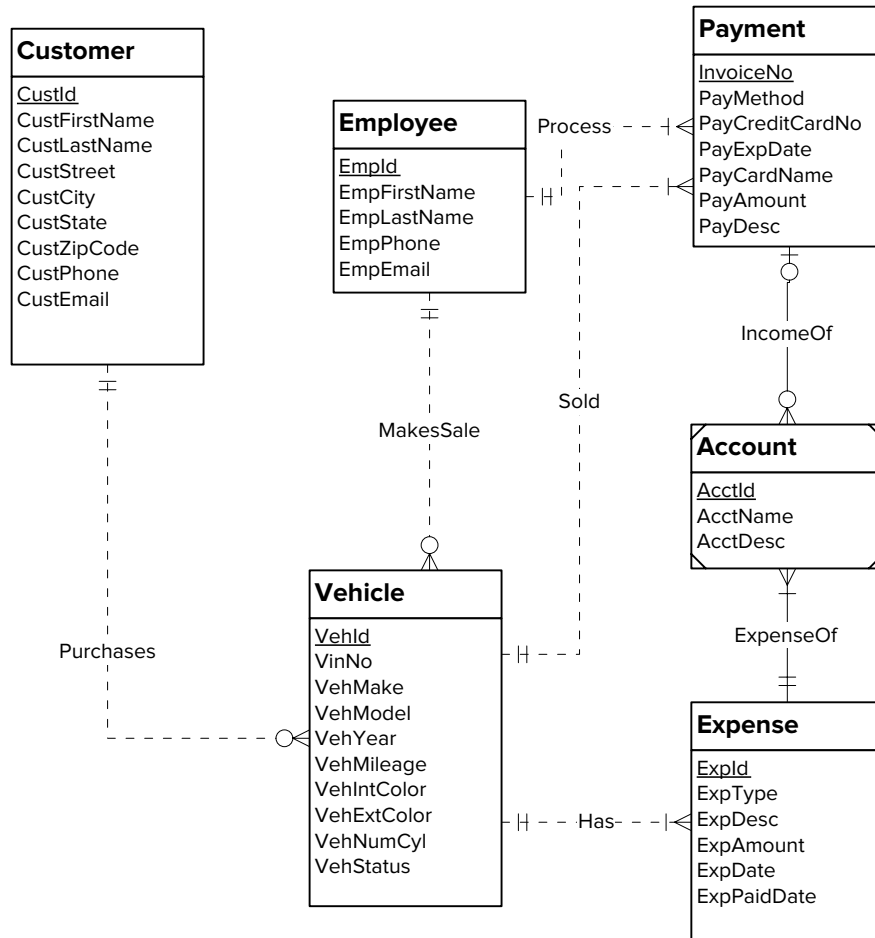 Customer
CustId
CustFirstName
CustLastName
CustStreet
CustCity
CustState
CustZipCode
CustPhone
CustEmail
Employee
EmpId
EmpFirstName
EmpLastName
EmpPhone
EmpEmail
Process
Payment
InvoiceNo
PayMethod
PayCreditCardNo
PayExpDate
PayCardName
PayAmount
PayDesc
IncomeOf
Sold
MakesSale
Account
AcctId
AcctName
AcctDesc
Purchases
ExpenseOf
Vehicle
VehId
VinNo
VehMake
VehModel
VehYear
VehMileage
VehIntColor
VehExtColor
VehNumCyl
VehStatus
Has
Expense
ExpId
ExpType
ExpDesc
ExpAmount
ExpDate
ExpPaidDate